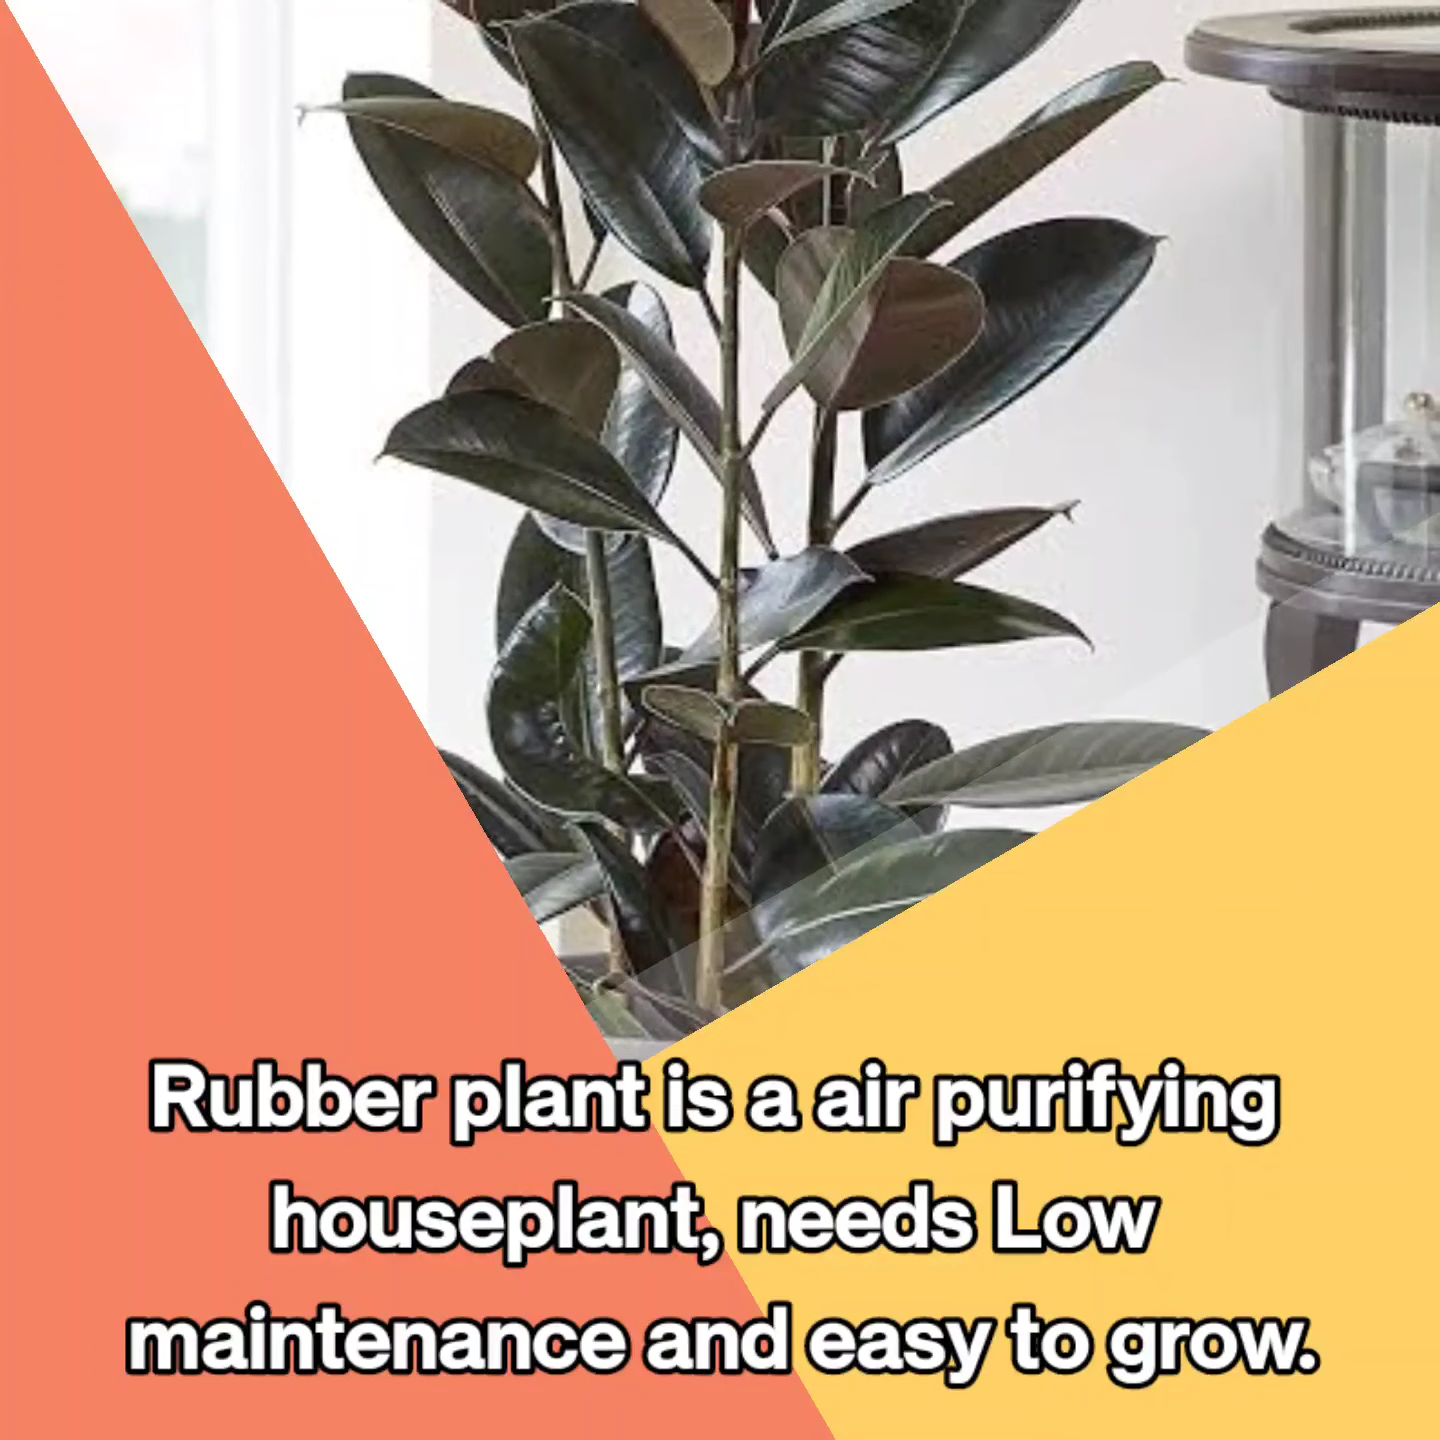 Rubber plant is a air purifying
houseplant, needs Low
maintenance and easy to grow.